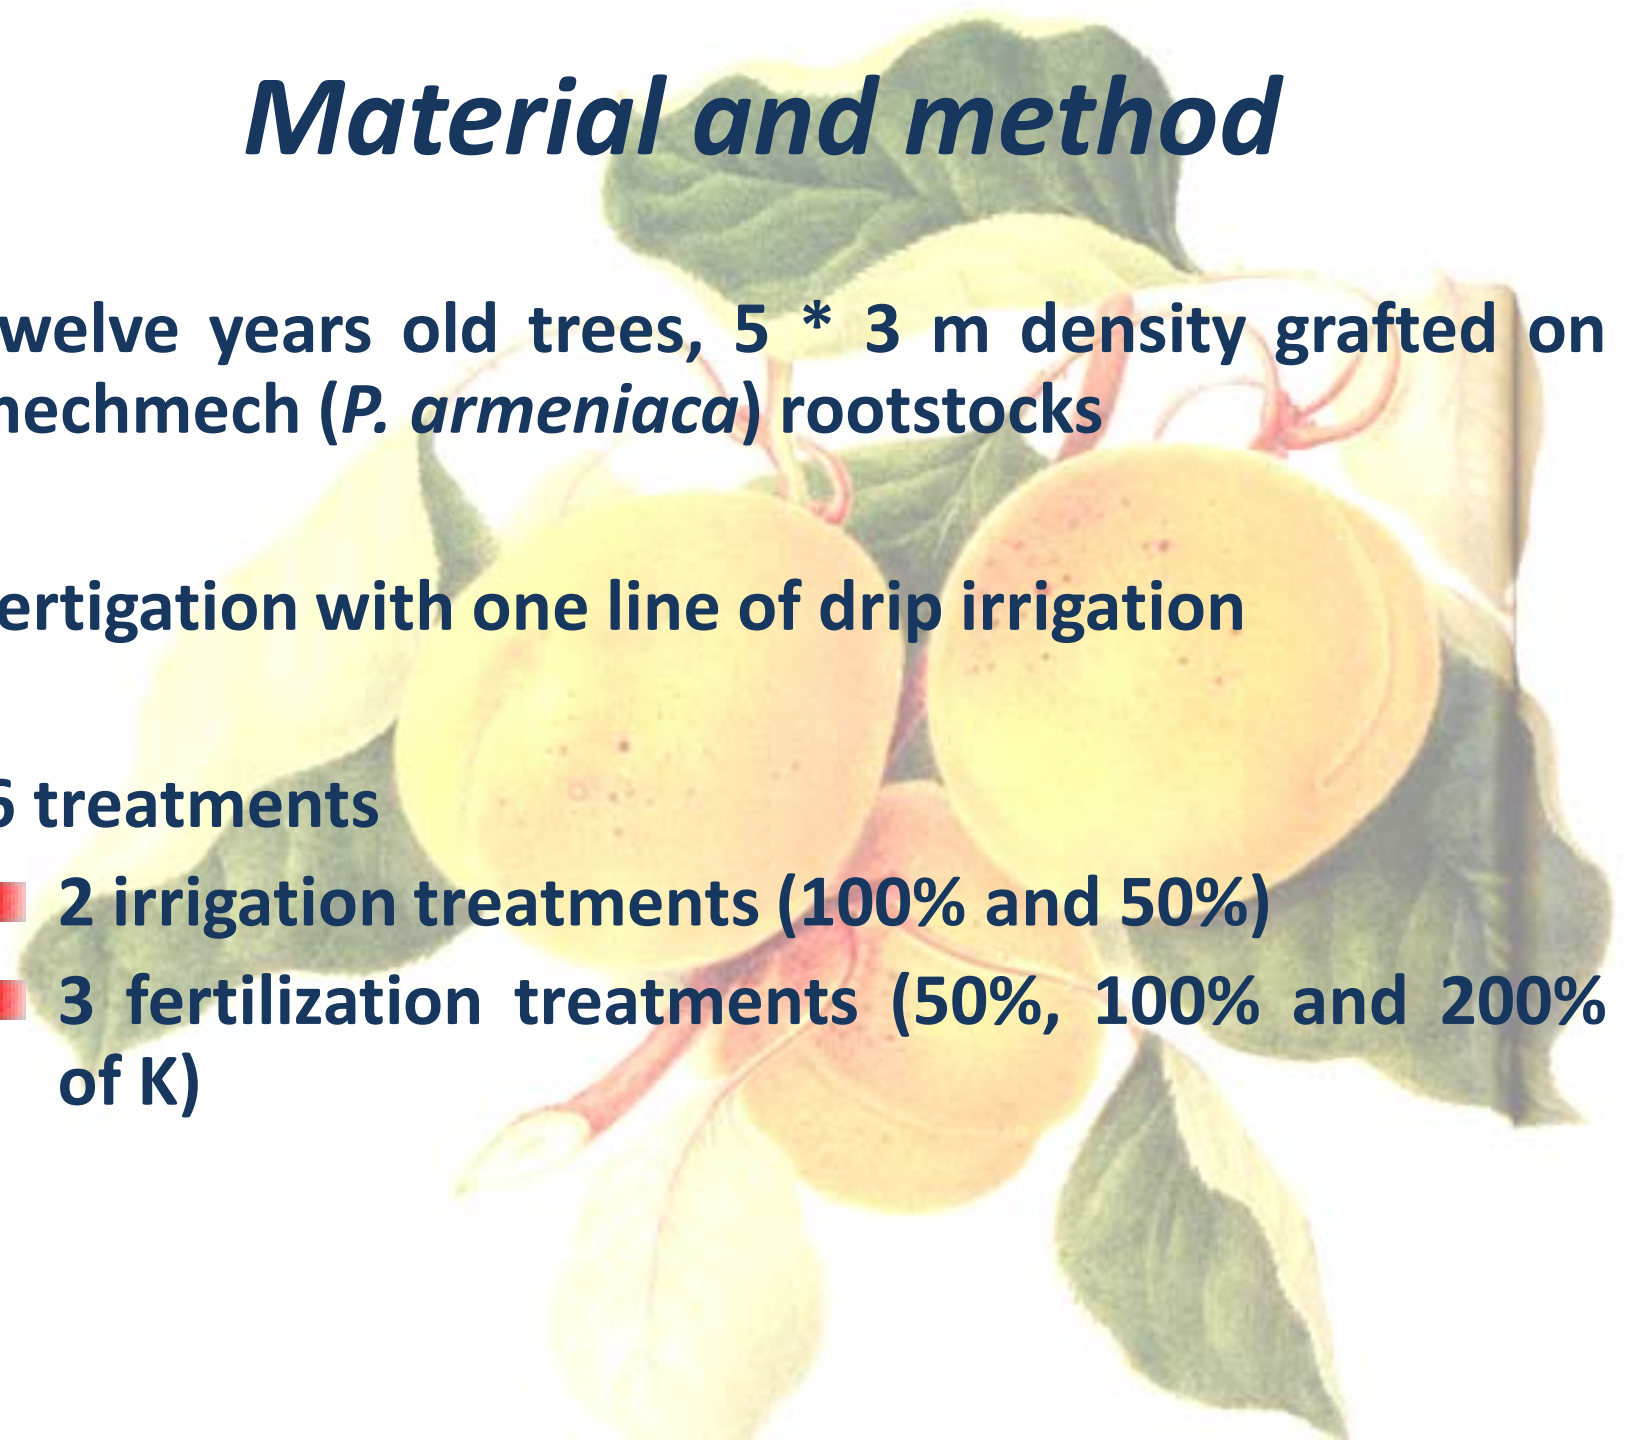 Material and method
welve years old trees, 5 * 3 m density grafted on
echmech (P. armeniaca) rootstocks
ertigation with one line of drip irrigation
6 treatments
2 irrigation treatments (100% and 50%)
3 fertilization treatments (50%, 100% and 200%
of K)